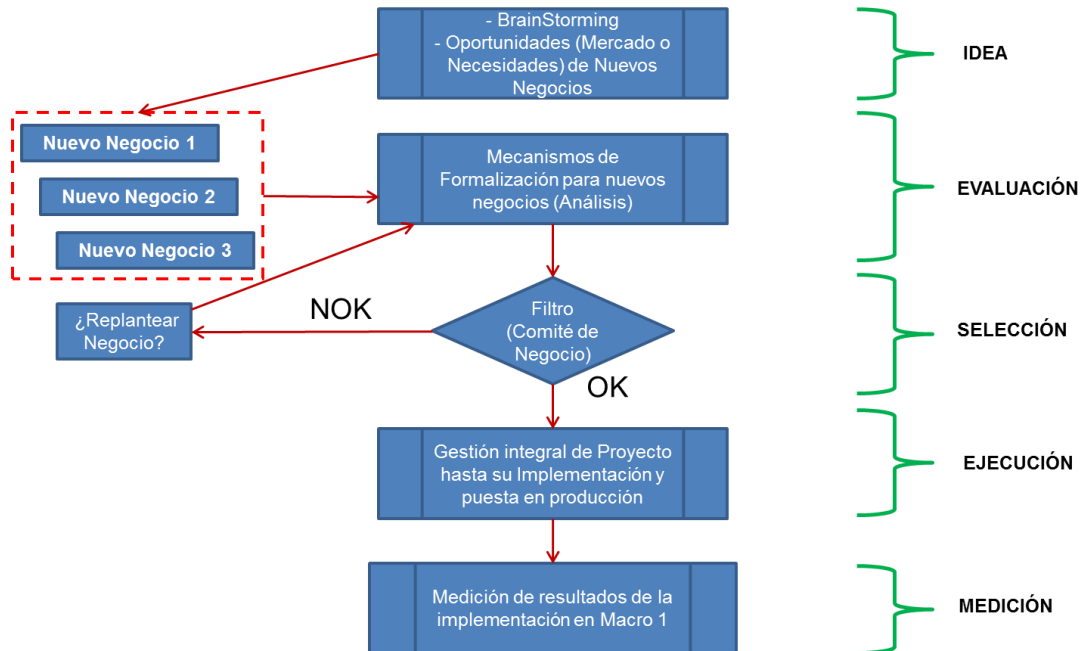 - BrainStorming
- Oportunidades (Mercado o
Necesidades) de Nuevos
Negocios
IDEA
Nuevo Negocio 1
Nuevo Negocio 2
Nuevo Negocio 3
Mecanismos de
Formalización para nuevos
negocios (Análisis)
EVALUACIÓN
¿Replantear
Negocio?
NOK
Filtro
(Comité de
Negocio)
OK
SELECCIÓN
Gestión integral de Proyecto
hasta su Implementación y
puesta en producción
EJECUCIÓN
Medición de resultados de la
implementación en Macro 1
MEDICIÓN